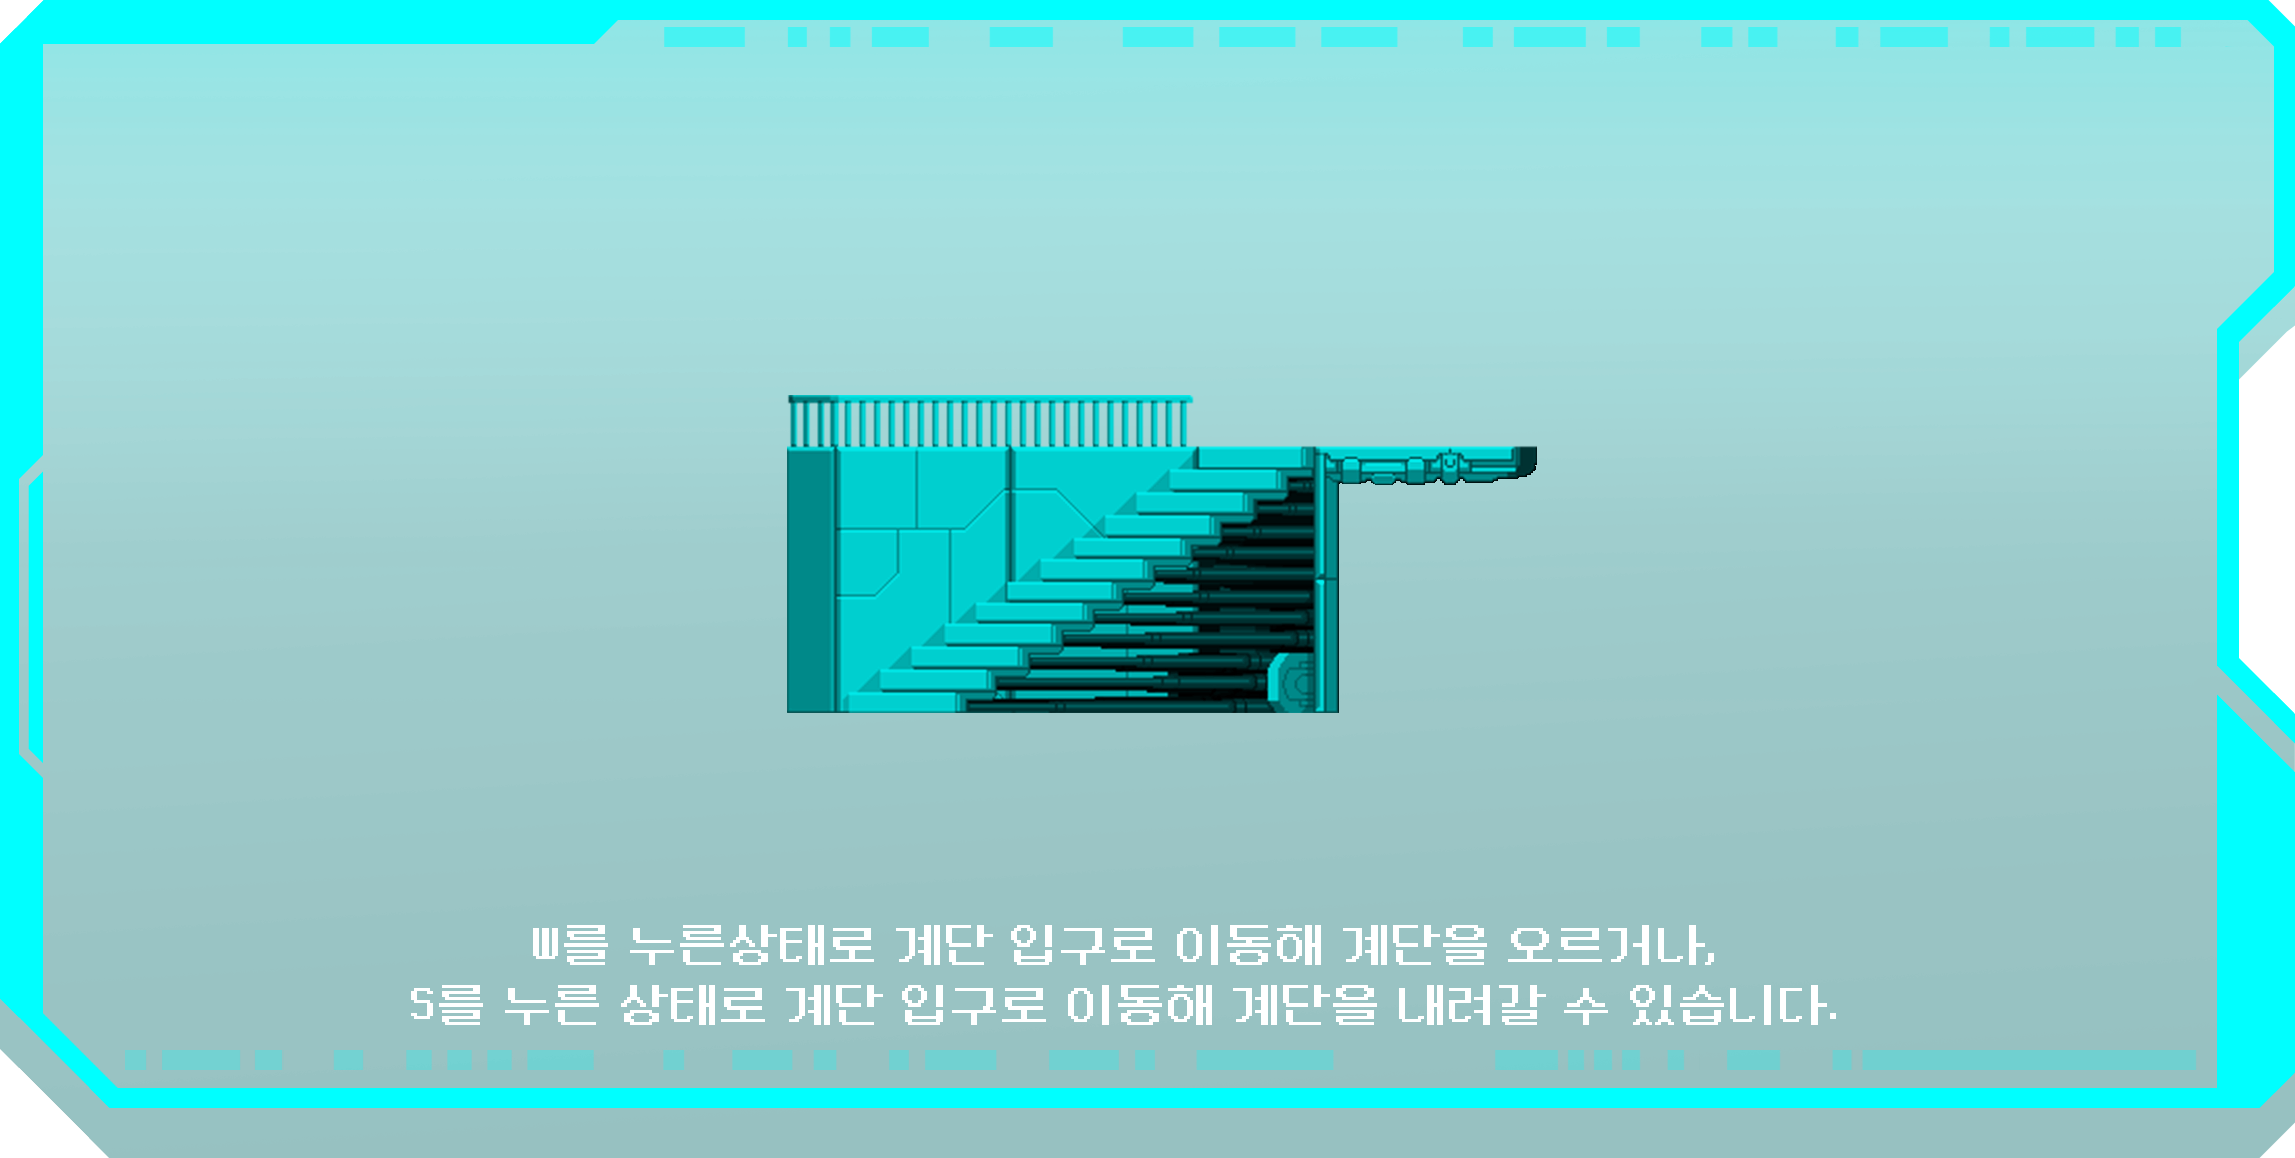 W를 누른상태로 계단 입구로 이동해 계단을 오르거나,
S를 누른 상태로 계단 입구로 이동해 계단을 내려갈 수 있습니다.